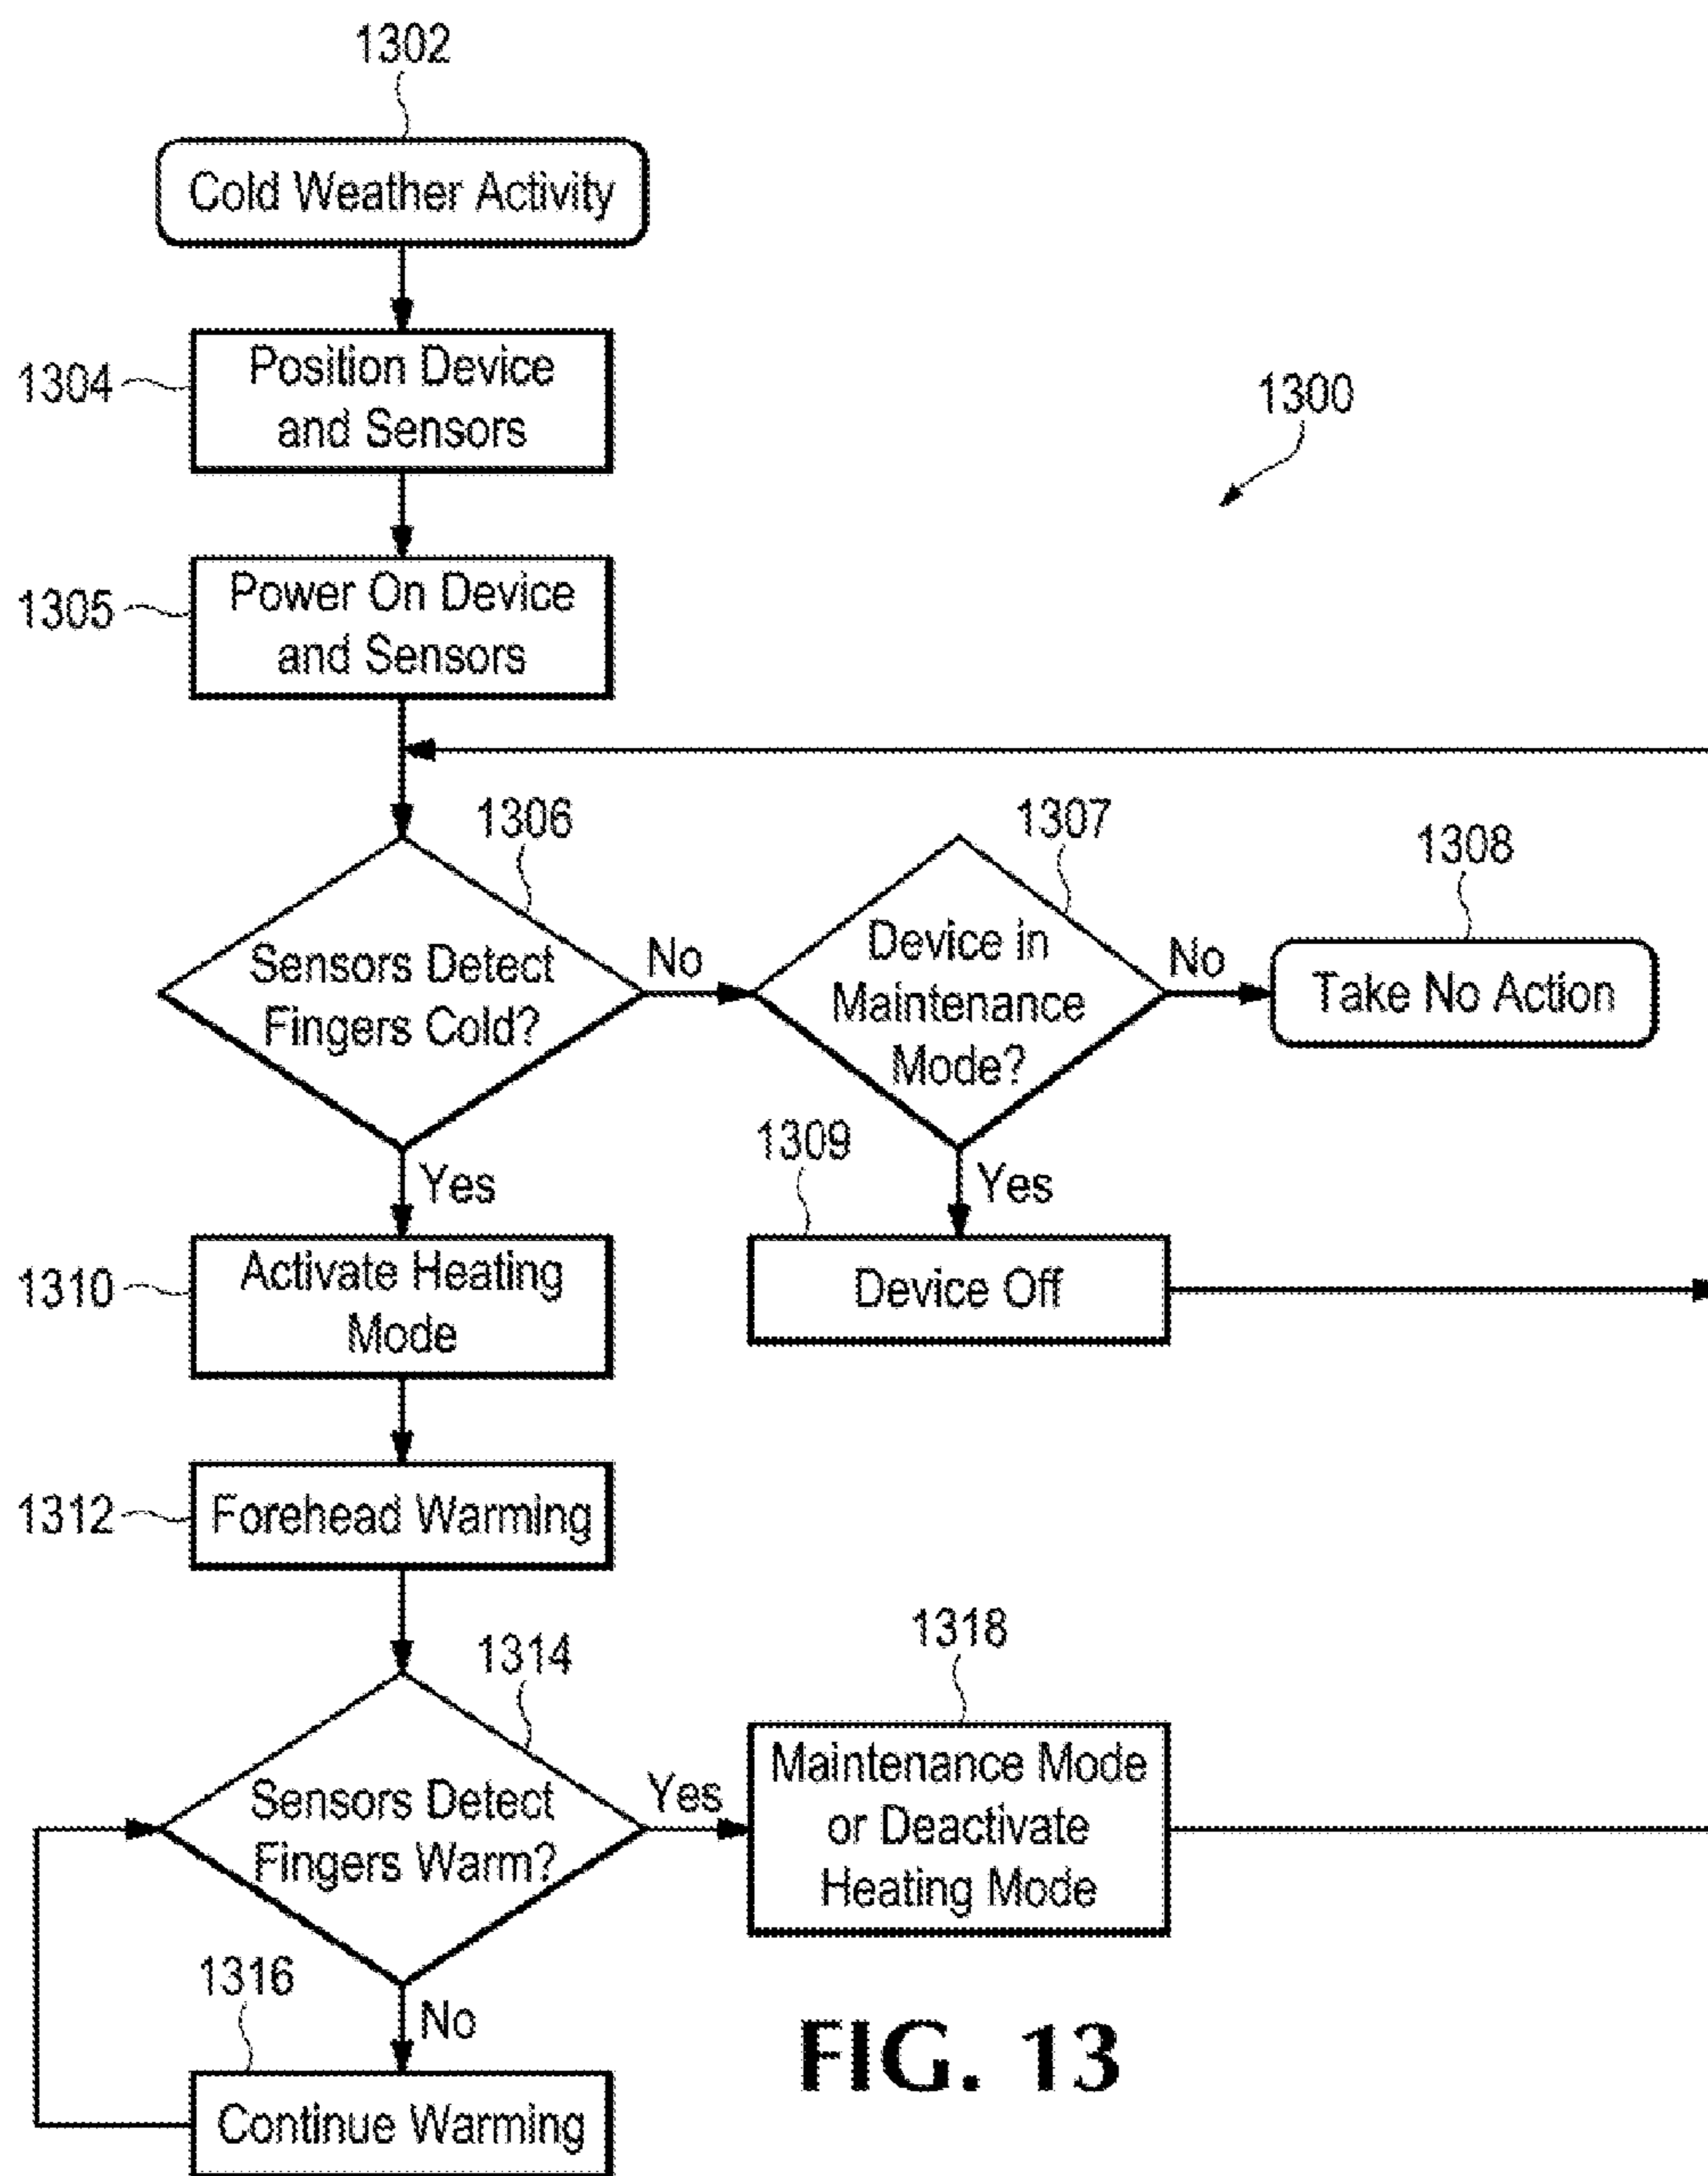 1302
Cold Weather Activity
1304
Position Device
and Sensors
1300
1305
Power On Device
and Sensors
1306
Sensors Detect
Fingers Cold?
No
Yes
1307
Device in
Maintenance
Mode?
No
Yes
1308
Take No Action
1309
Device Off
1310
Activate Heating
Mode
1312
Forehead Warming
1314
Sensors Detect
Fingers Warm?
Yes
No
1318
Maintenance Mode
or Deactivate
Heating Mode
1316
Continue Warming
FIG. 13